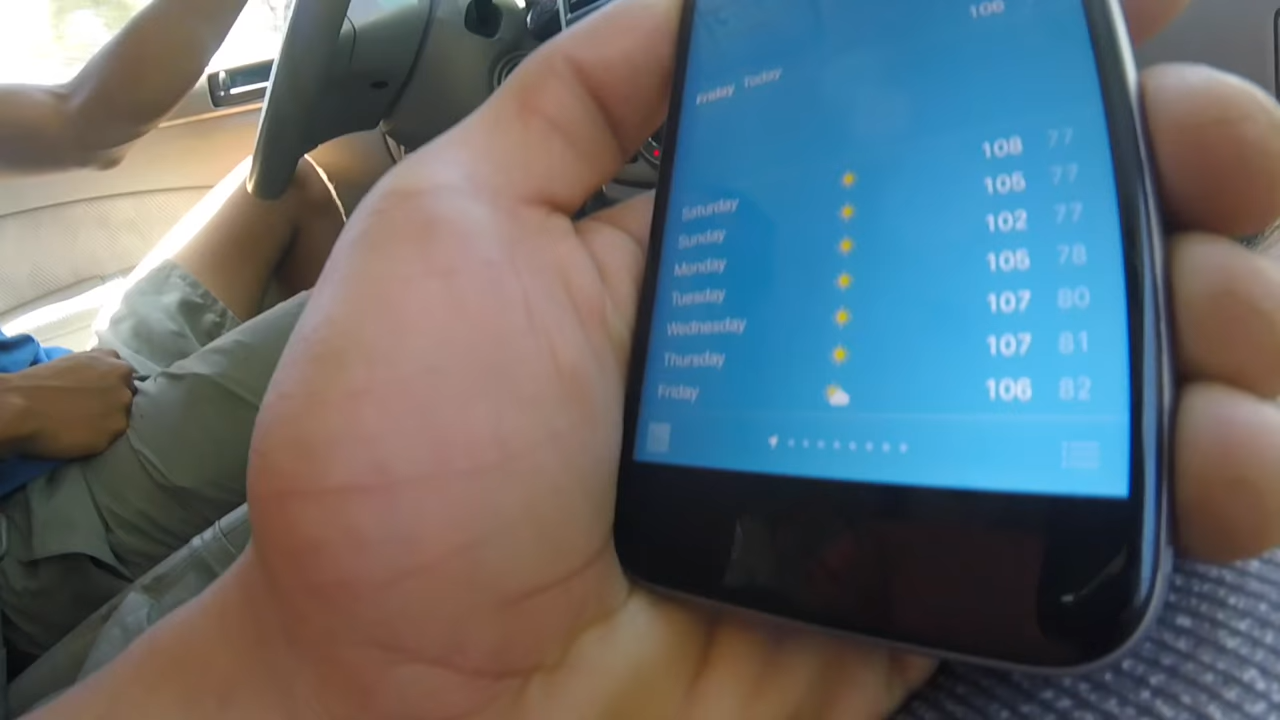 106
Friday Today
Saturday 108 77
Sunday 105 77
Monday 102 77
Tuesday 105 78
Wednesday 107 80
Thursday 107 81
Friday 106 82